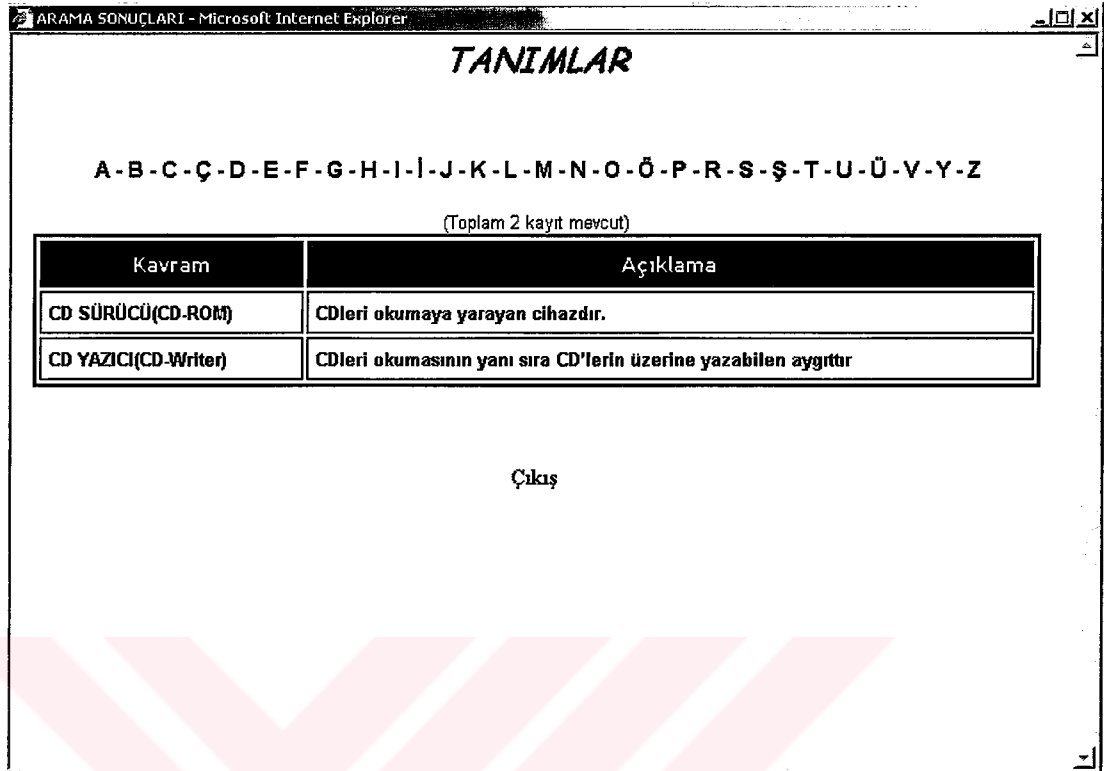 ARAMA SONUÇLARI - Microsoft Internet Explorer
TANIMLAR
A - B - C - Ç - D - E - F - G - H - I - İ - J - K - L - M - N - O - Ö - P - R - S - Ş - T - U - Ü - V - Y - Z
(Toplam 2 kayıt mevcut)
Kavram Açıklama
CD SÜRÜCÜ(CD-ROM) CDleri okumaya yarayan cihazdır.
CD YAZICI(CD-Writer) CDleri okumasının yanı sıra CD'lerin üzerine yazabilen aygıttır
Çıkış